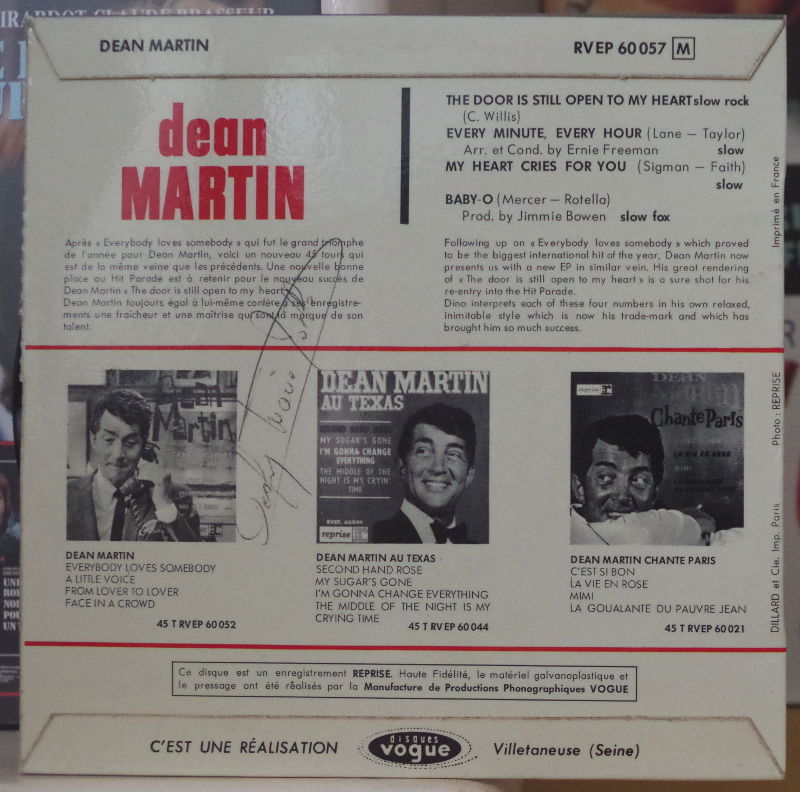 DEAN MARTIN
RVEP 60057 M
dean
MARTIN
THE DOOR IS STILL OPEN TO MY HEART slow rock
(C. Willis)
EVERY MINUTE, EVERY HOUR (Lane — Taylor)
Arr. et Cond. by Ernie Freeman slow
MY HEART CRIES FOR YOU (Sigman — Faith)
slow
BABY-O (Mercer — Rotella)
Prod. by Jimmie Bowen slow fox
Imprimé en France
Après « Everybody loves somebody » qui fut le grand triomphe
de l'année pour Dean Martin, voici un nouveau 45 tours qui
est de la même veine que les précédents. Une nouvelle bonne
place au Hit Parade est à retenir pour le nouveau succès de
Dean Martin « The door is still open to my heart ».
Dean Martin toujours égal à lui-même confère à ses enregistre-
ments une fraicheur et une maîtrise qui sont la marque de son
talent.
Following up on « Everybody loves somebody » which proved
to be the biggest international hit of the year, Dean Martin now
presents us with a new EP in similar vein. His great rendering
of « The door is still open to my heart » is a sure shot for his
re-entry into the Hit Parade.
Dino interprets each of these four numbers in his own relaxed,
inimitable style which is now his trade-mark and which has
brought him so much success.
Dean
Martin
DEAN MARTIN
AU TEXAS
MY SUGAR'S GONE
I'M GONNA CHANGE
EVERYTHING
THE MIDDLE OF THE
NIGHT IS MY CRYIN'
TIME
RVEP. 60044
reprise
reprise
DEAN
Chante Paris
MIMI
Photo : REPRISE
DILLARD et Cie. Imp. Paris
DEAN MARTIN
EVERYBODY LOVES SOMEBODY
A LITTLE VOICE
FROM LOVER TO LOVER
FACE IN A CROWD
45 T RVEP 60052
DEAN MARTIN AU TEXAS
SECOND HAND ROSE
MY SUGAR'S GONE
I'M GONNA CHANGE EVERYTHING
THE MIDDLE OF THE NIGHT IS MY
CRYING TIME
45 T RVEP 60044
DEAN MARTIN CHANTE PARIS
C'EST SI BON
LA VIE EN ROSE
MIMI
LA GOUALANTE DU PAUVRE JEAN
45 T RVEP 60021
Ce disque est un enregistrement REPRISE. Haute Fidélité, le matériel galvanoplastique et
le pressage ont été réalisés par la Manufacture de Productions Phonographiques VOGUE
C'EST UNE RÉALISATION
disques
vogue
Villetaneuse (Seine)